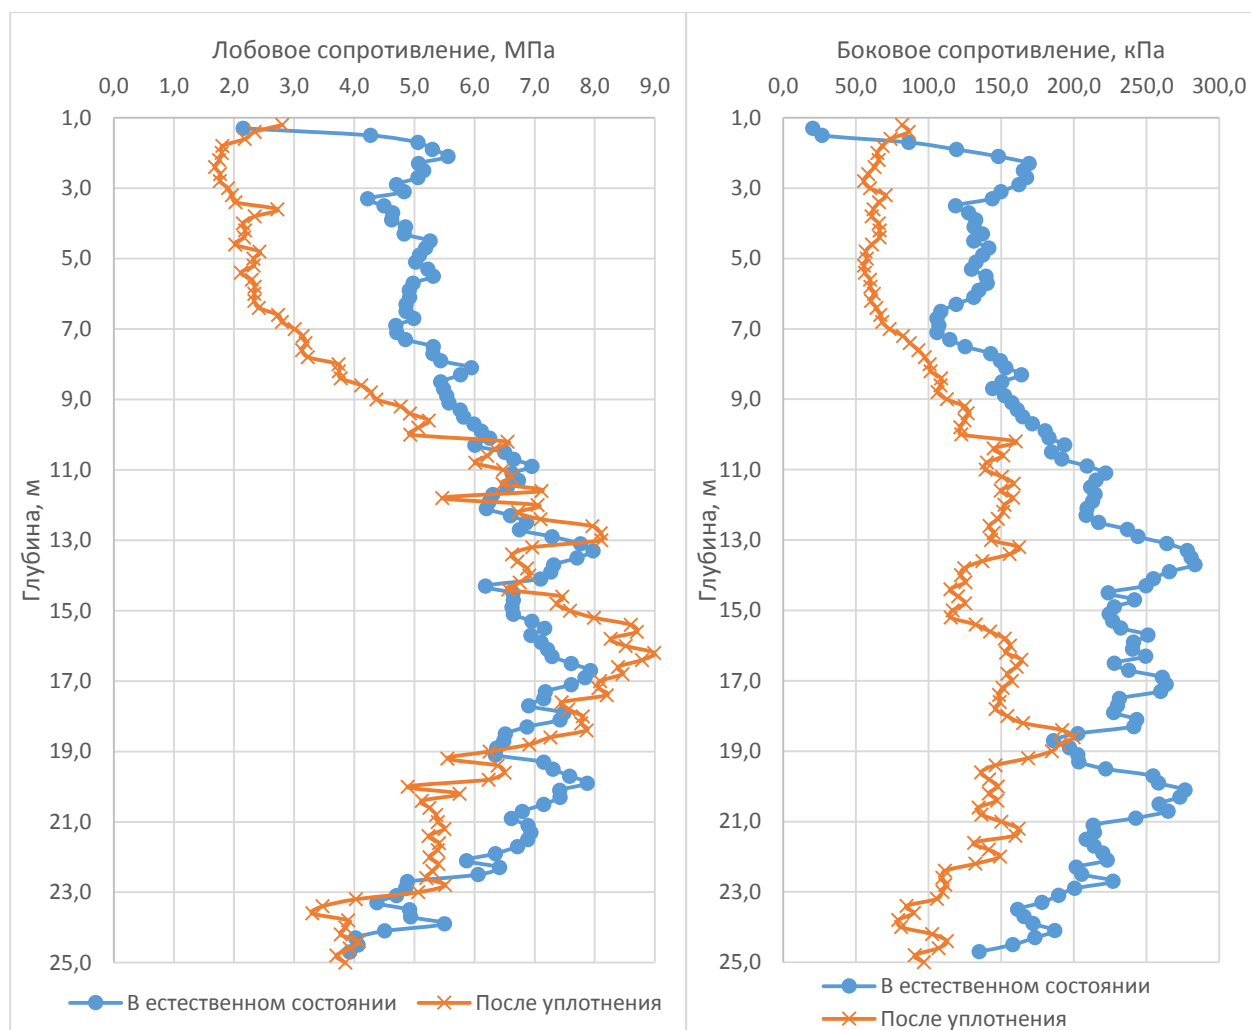 Лобовое сопротивление, МПа
0,0 1,0 2,0 3,0 4,0 5,0 6,0 7,0 8,0 9,0
1,0
3,0
5,0
7,0
9,0
11,0
13,0
15,0
17,0
19,0
21,0
23,0
25,0
Глубина, м
В естественном состоянии После уплотнения
Боковое сопротивление, кПа
0,0 50,0 100,0 150,0 200,0 250,0 300,0
1,0
3,0
5,0
7,0
9,0
11,0
13,0
15,0
17,0
19,0
21,0
23,0
25,0
Глубина, м
В естественном состоянии
После уплотнения